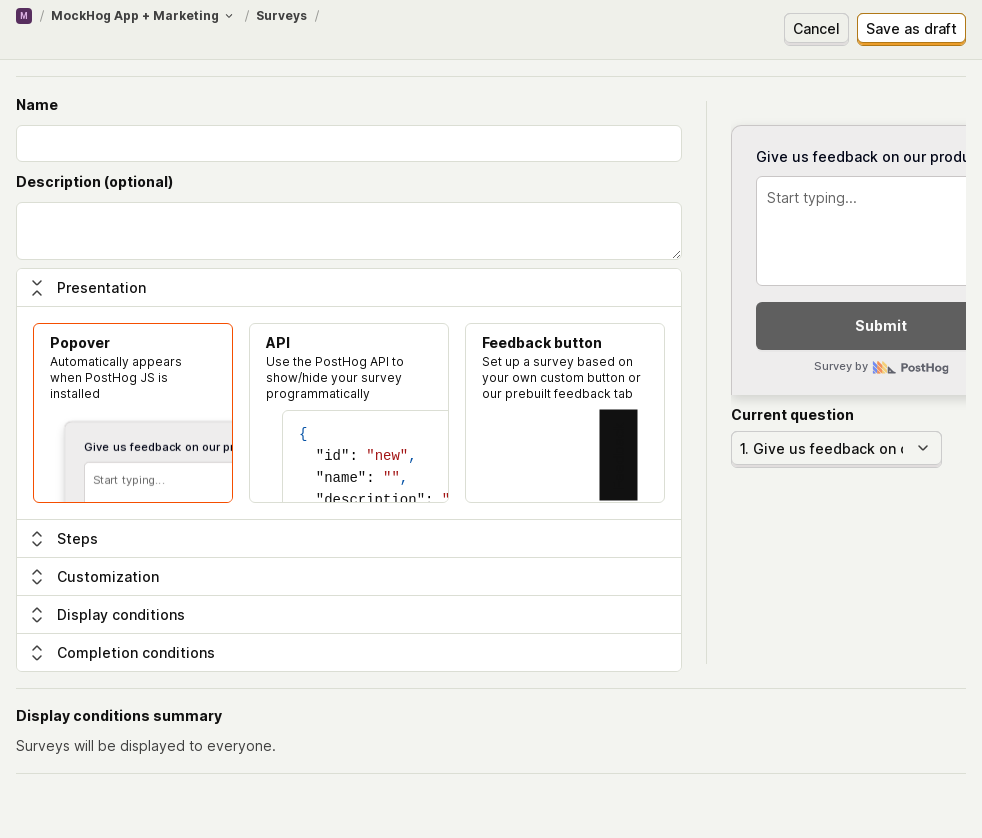 M / MockHog App + Marketing / Surveys /
Cancel
Save as draft
Name
Description (optional)
Presentation
Popover
Automatically appears
when PostHog JS is
installed
Give us feedback on our pr
Start typing...
API
Use the PostHog API to
show/hide your survey
programmatically
{
"id": "new",
"name": "",
"description": "
Feedback button
Set up a survey based on
your own custom button or
our prebuilt feedback tab
Steps
Customization
Display conditions
Completion conditions
Give us feedback on our produ
Start typing...
Submit
Survey by PostHog
Current question
1. Give us feedback on
Display conditions summary
Surveys will be displayed to everyone.